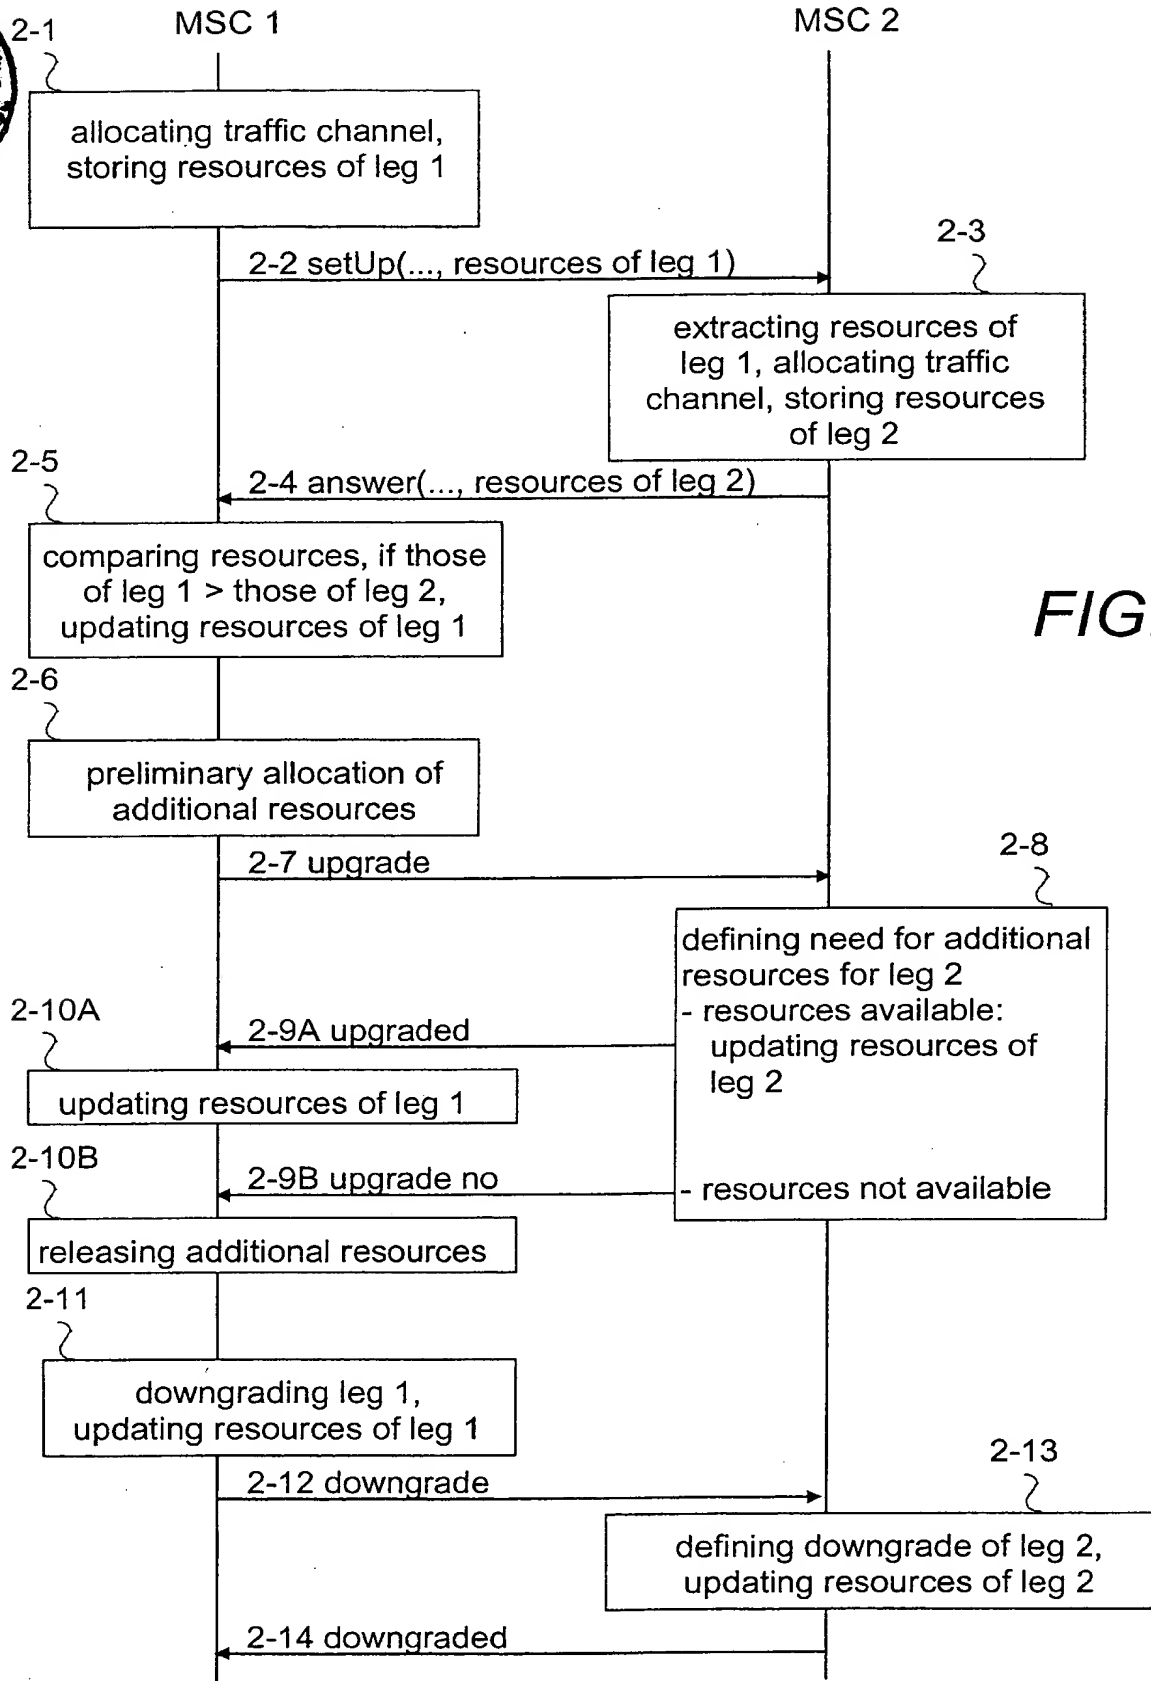 2-1
MSC 1
MSC 2
allocating traffic channel,
storing resources of leg 1
2-2 setUp(..., resources of leg 1)
2-3
extracting resources of
leg 1, allocating traffic
channel, storing resources
of leg 2
2-4 answer(..., resources of leg 2)
2-5
comparing resources, if those
of leg 1 > those of leg 2,
updating resources of leg 1
FIG.
2-6
preliminary allocation of
additional resources
2-7 upgrade
2-8
defining need for additional
resources for leg 2
- resources available:
updating resources of
leg 2
2-9A upgraded
2-10A
updating resources of leg 1
2-9B upgrade no
- resources not available
2-10B
releasing additional resources
2-11
downgrading leg 1,
updating resources of leg 1
2-12 downgrade
2-13
defining downgrade of leg 2,
updating resources of leg 2
2-14 downgraded